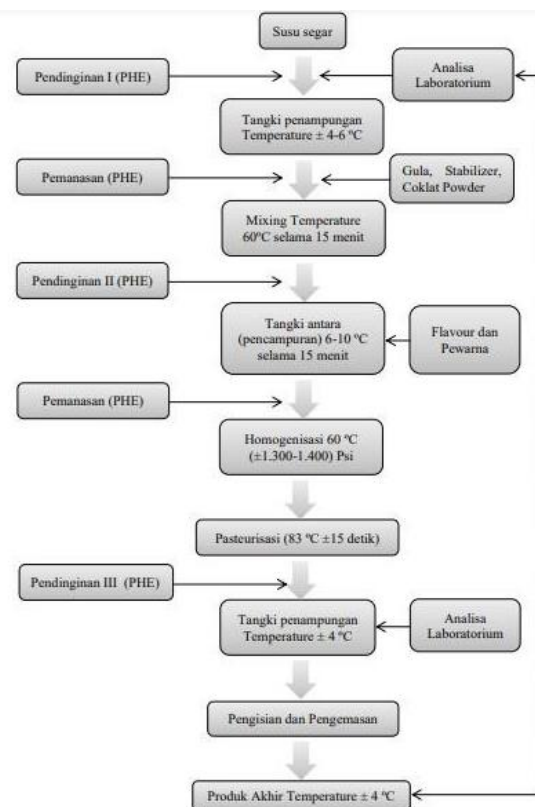 Susu segar
Pendinginan I (PHE)
Analisa
Laboratorium
Tangki penampungan
Temperature ± 4-6 ºC
Pemanasan (PHE)
Gula, Stabilizer,
Coklat Powder
Mixing Temperature
60ºC selama 15 menit
Pendinginan II (PHE)
Tangki antara
(pencampuran) 6-10 ºC
selama 15 menit
Flavour dan
Pewarna
Pemanasan (PHE)
Homogenisasi 60 ºC
(±1.300-1.400) Psi
Pasteurisasi (83 ºC ±15 detik)
Pendinginan III (PHE)
Tangki penampungan
Temperature ± 4 ºC
Analisa
Laboratorium
Pengisian dan Pengemasan
Produk Akhir Temperature ± 4 ºC